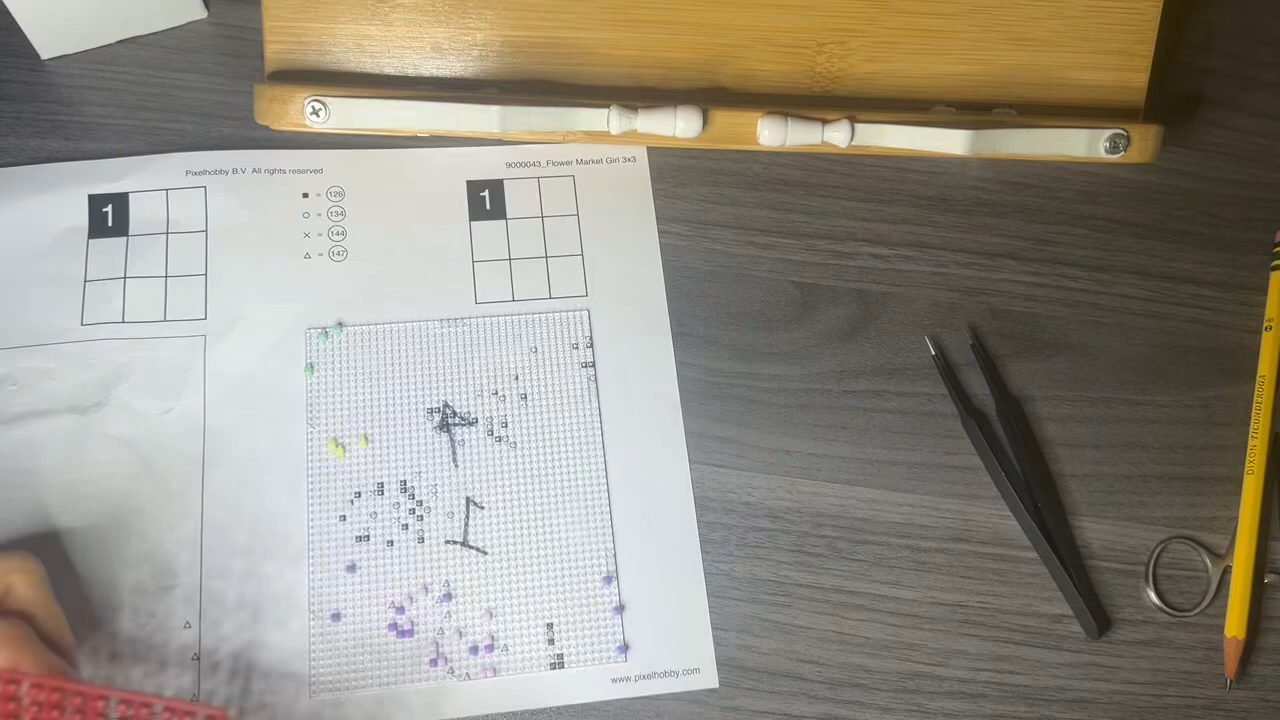 Pixelhobby B.V. All rights reserved
9000043_Flower Market Girl 3x3
1
■ = 126
○ = 134
× = 144
△ = 147
1
1
www.pixelhobby.com
DIXON TICONDEROGA